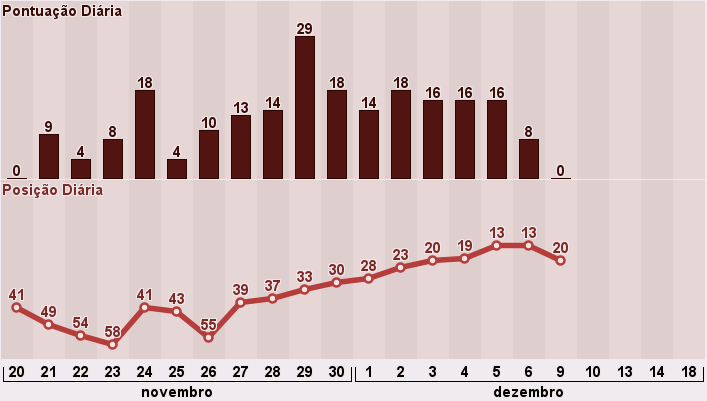 Pontuação Diária
29
18 18 18
9 4 8 4 10 13 14 14 16 16 16 8
0 0
Posição Diária
41 49 54 58 41 43 55 39 37 33 30 28 23 20 19 13 13 20
20 21 22 23 24 25 26 27 28 29 30 1 2 3 4 5 6 9 10 13 14 18
novembro dezembro